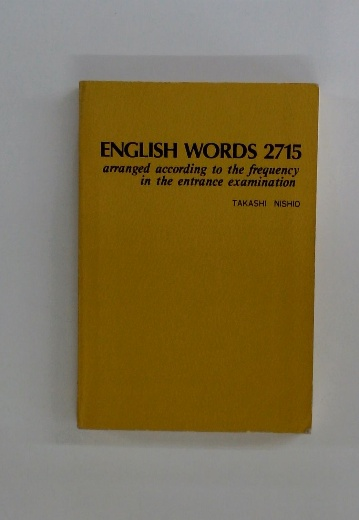 ENGLISH WORDS 2715
arranged according to the frequency
in the entrance examination
TAKASHI NISHIO